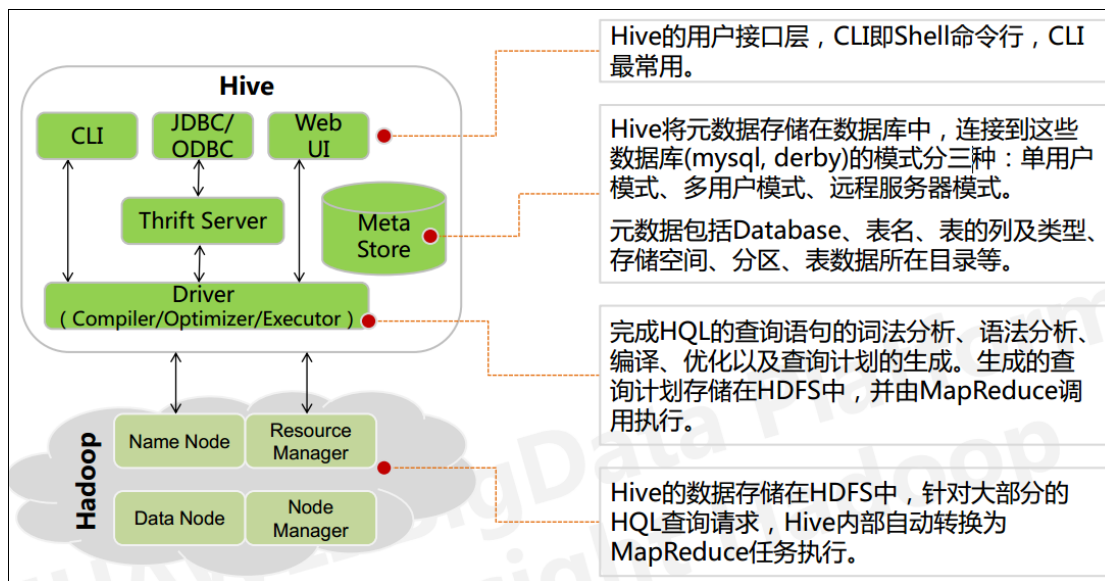 Hive
CLI
JDBC/
ODBC
Web
UI
Thrift Server
Meta
Store
Driver
( Compiler/Optimizer/Executor )
Hadoop
Name Node
Resource
Manager
Data Node
Node
Manager
Hive的用户接口层，CLI即Shell命令行，CLI
最常用。
Hive将元数据存储在数据库中，连接到这些
数据库(mysql, derby)的模式分三种：单用户
模式、多用户模式、远程服务器模式。
元数据包括Database、表名、表的列及类型、
存储空间、分区、表数据所在目录等。
完成HQL的查询语句的词法分析、语法分析、
编译、优化以及查询计划的生成。生成的查
询计划存储在HDFS中，并由MapReduce调
用执行。
Hive的数据存储在HDFS中，针对大部分的
HQL查询请求，Hive内部自动转换为
MapReduce任务执行。
BigData Platform
Hadoop